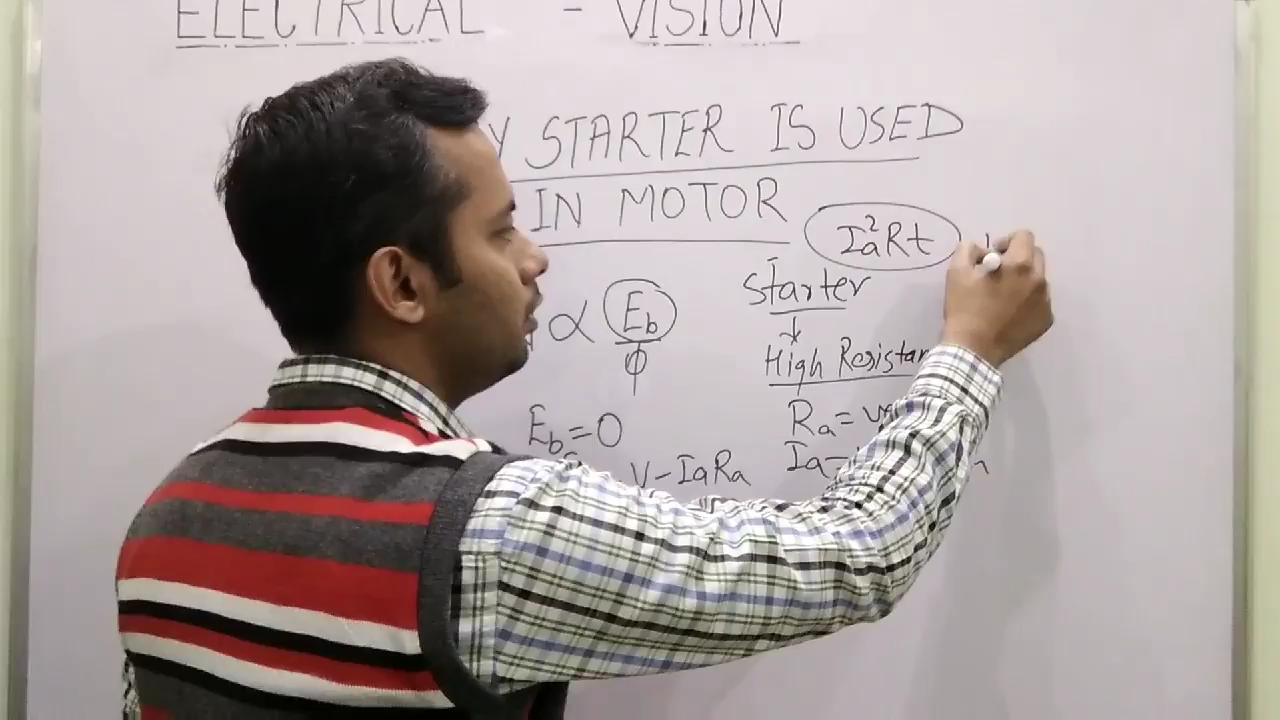 ELECTRICAL - VISION
Y STARTER IS USED
IN MOTOR
Ia²Rt
Starter
∝ Eb/ϕ
High Resistan
Eb=0
Ra=
V-IaRa
Ia=